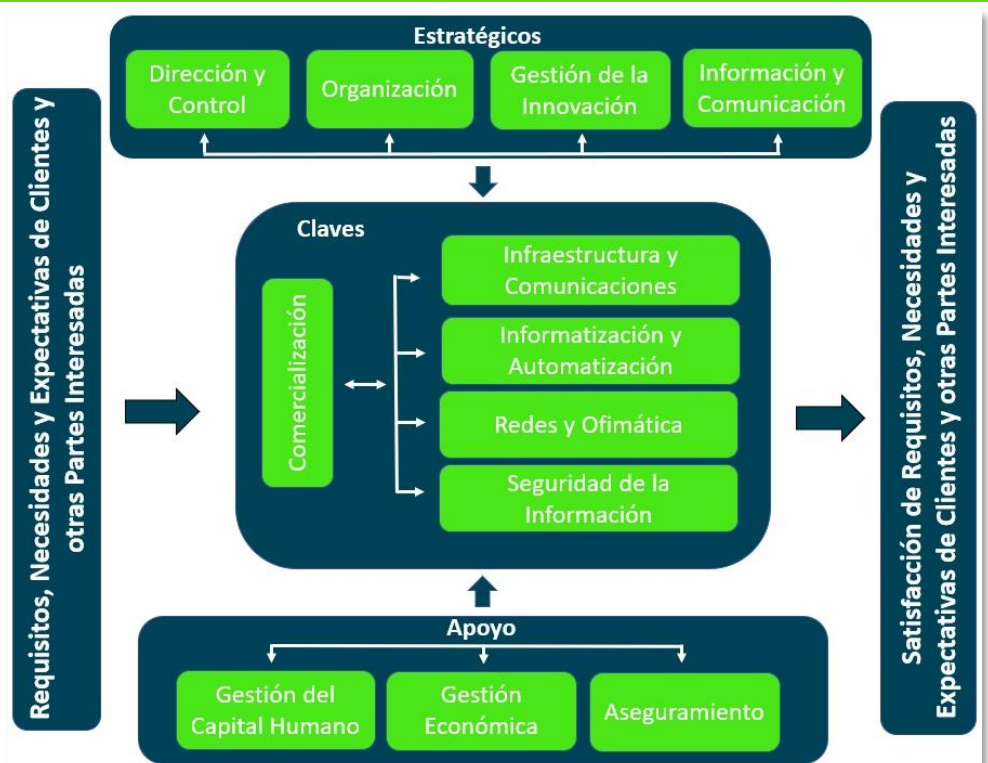 Requisitos, Necesidades y Expectativas de Clientes y
otras Partes Interesadas
Estratégicos
Dirección y
Control
Organización
Gestión de la
Innovación
Información y
Comunicación
Claves
Comercialización
Infraestructura y
Comunicaciones
Informatización y
Automatización
Redes y Ofimática
Seguridad de la
Información
Apoyo
Gestión del
Capital Humano
Gestión
Económica
Aseguramiento
Satisfacción de Requisitos, Necesidades y
Expectativas de Clientes y otras Partes Interesadas